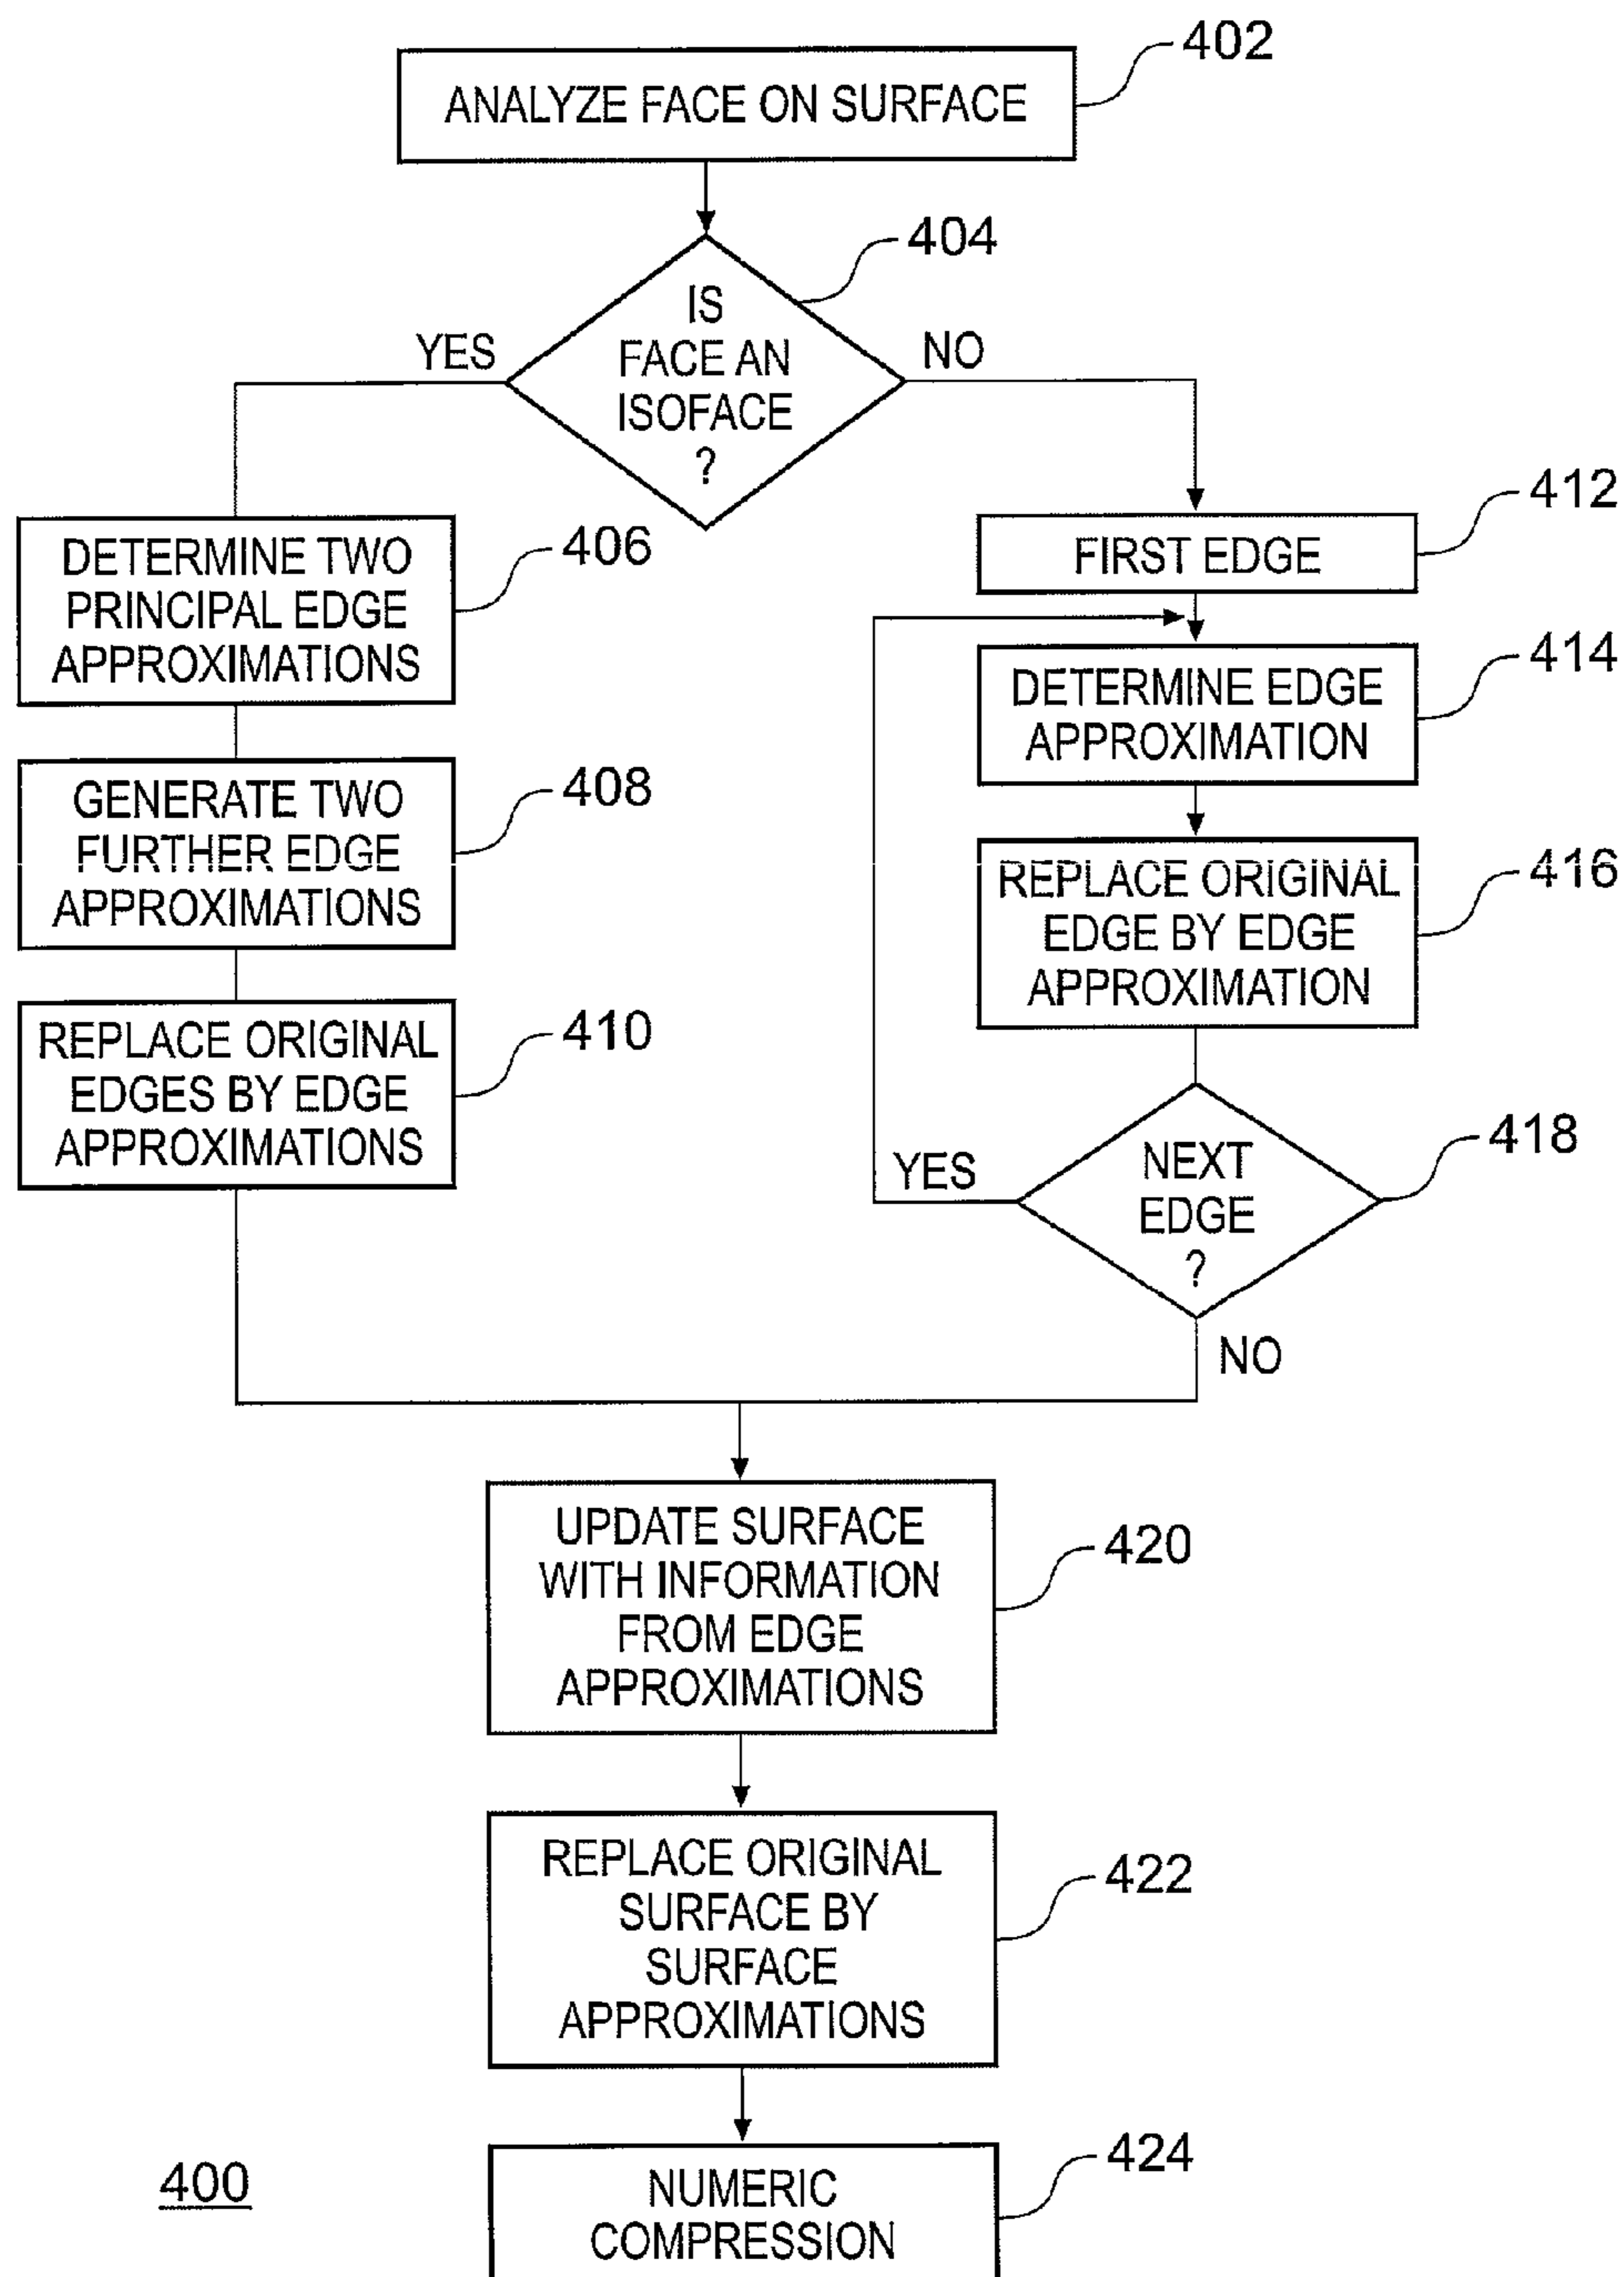 402
ANALYZE FACE ON SURFACE
404
IS
FACE AN
ISOFACE
?
YES
NO
406
DETERMINE TWO
PRINCIPAL EDGE
APPROXIMATIONS
408
GENERATE TWO
FURTHER EDGE
APPROXIMATIONS
410
REPLACE ORIGINAL
EDGES BY EDGE
APPROXIMATIONS
412
FIRST EDGE
414
DETERMINE EDGE
APPROXIMATION
416
REPLACE ORIGINAL
EDGE BY EDGE
APPROXIMATION
418
NEXT
EDGE
?
YES
NO
420
UPDATE SURFACE
WITH INFORMATION
FROM EDGE
APPROXIMATIONS
422
REPLACE ORIGINAL
SURFACE BY
SURFACE
APPROXIMATIONS
424
NUMERIC
COMPRESSION
400